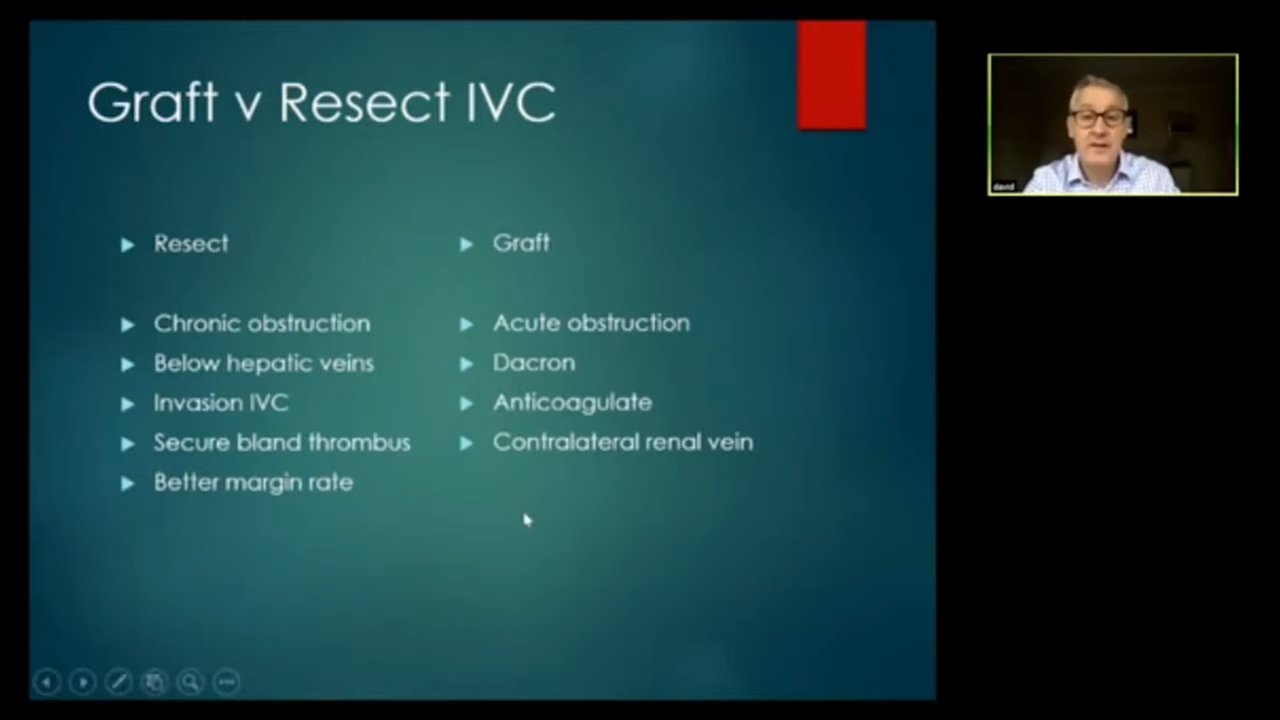 Graft v Resect IVC
Resect
Chronic obstruction
Below hepatic veins
Invasion IVC
Secure bland thrombus
Better margin rate
Graft
Acute obstruction
Dacron
Anticoagulate
Contralateral renal vein
david